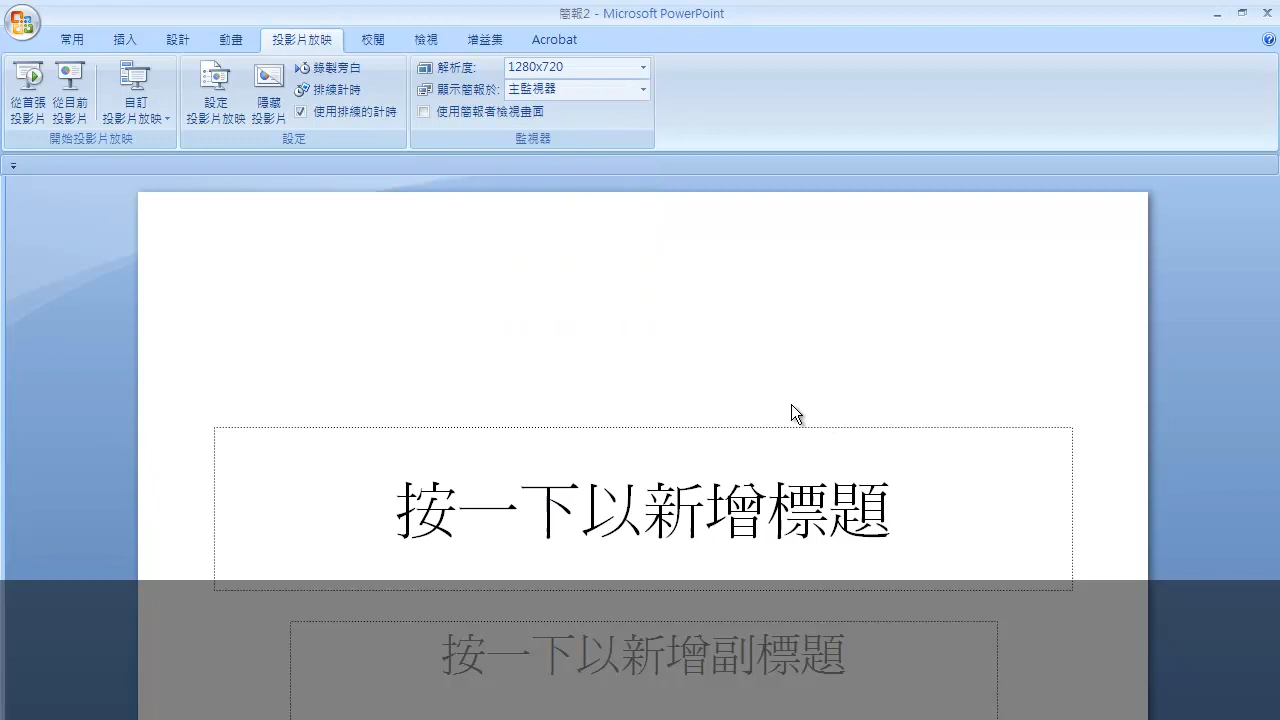 簡報2 - Microsoft PowerPoint
常用 插入 設計 動畫 投影片放映 校閱 檢視 增益集 Acrobat
從首張投影片
從目前投影片
自訂投影片放映
開始投影片放映
設定投影片放映
隱藏投影片
錄製旁白
排練計時
使用排練的計時
設定
解析度: 1280x720
顯示簡報於: 主監視器
使用簡報者檢視畫面
監視器
按一下以新增標題
按一下以新增副標題